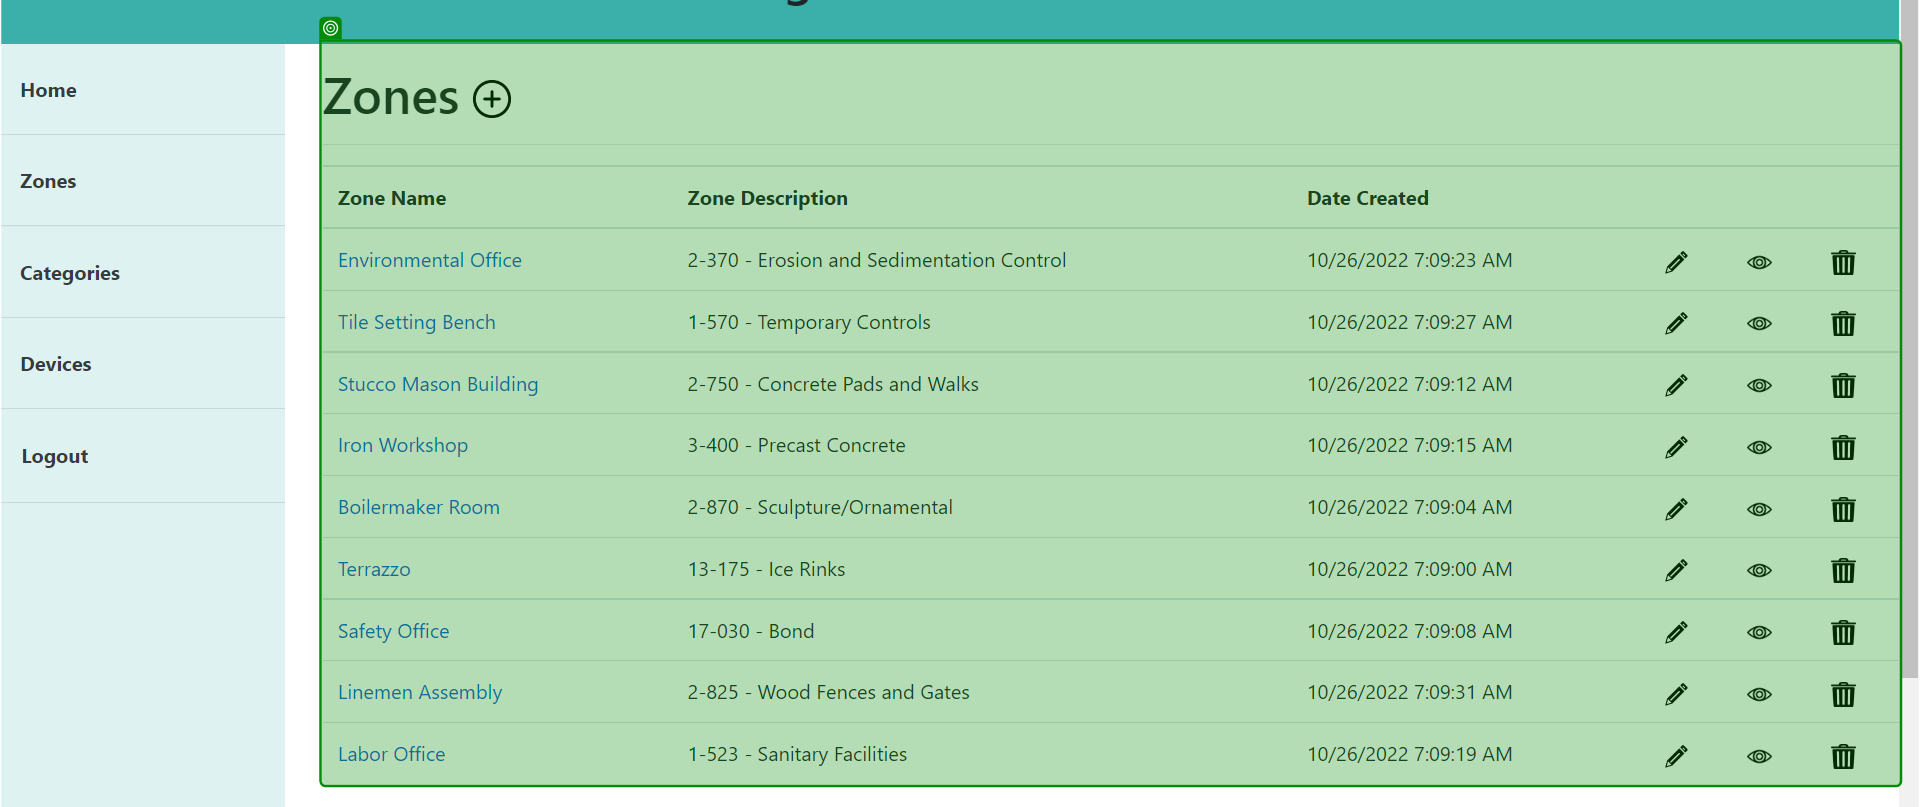 Home
Zones
Categories
Devices
Logout
Zones
Zone Name Zone Description Date Created
Environmental Office 2-370 - Erosion and Sedimentation Control 10/26/2022 7:09:23 AM
Tile Setting Bench 1-570 - Temporary Controls 10/26/2022 7:09:27 AM
Stucco Mason Building 2-750 - Concrete Pads and Walks 10/26/2022 7:09:12 AM
Iron Workshop 3-400 - Precast Concrete 10/26/2022 7:09:15 AM
Boilermaker Room 2-870 - Sculpture/Ornamental 10/26/2022 7:09:04 AM
Terrazzo 13-175 - Ice Rinks 10/26/2022 7:09:00 AM
Safety Office 17-030 - Bond 10/26/2022 7:09:08 AM
Linemen Assembly 2-825 - Wood Fences and Gates 10/26/2022 7:09:31 AM
Labor Office 1-523 - Sanitary Facilities 10/26/2022 7:09:19 AM